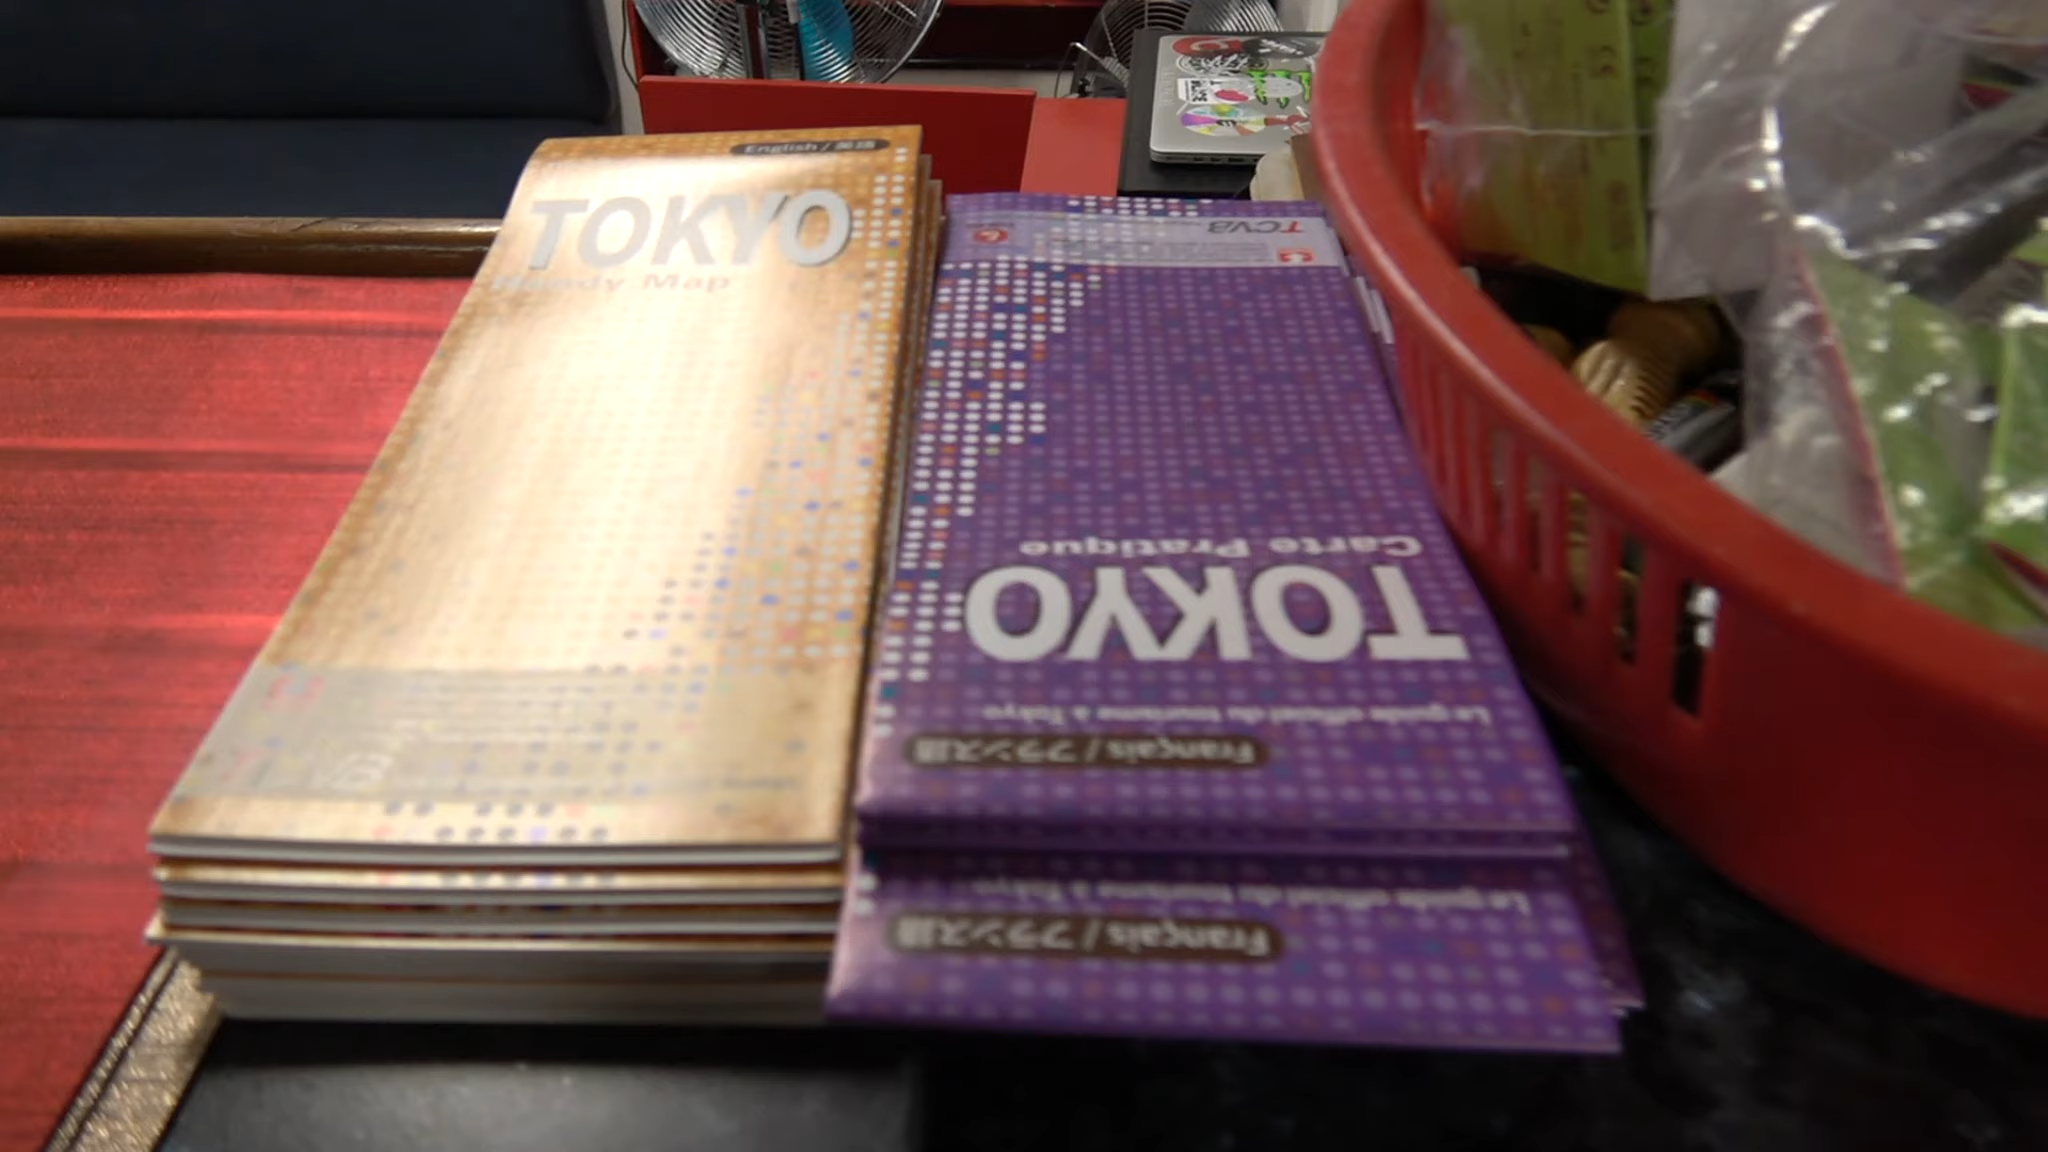 English / 英語
TOKYO
Handy Map
Français / フランス語
Le guide officiel du tourisme à Tokyo
TOKYO
Carte Pratique
TCVB
Français / フランス語
Le guide officiel du tourisme à Tokyo